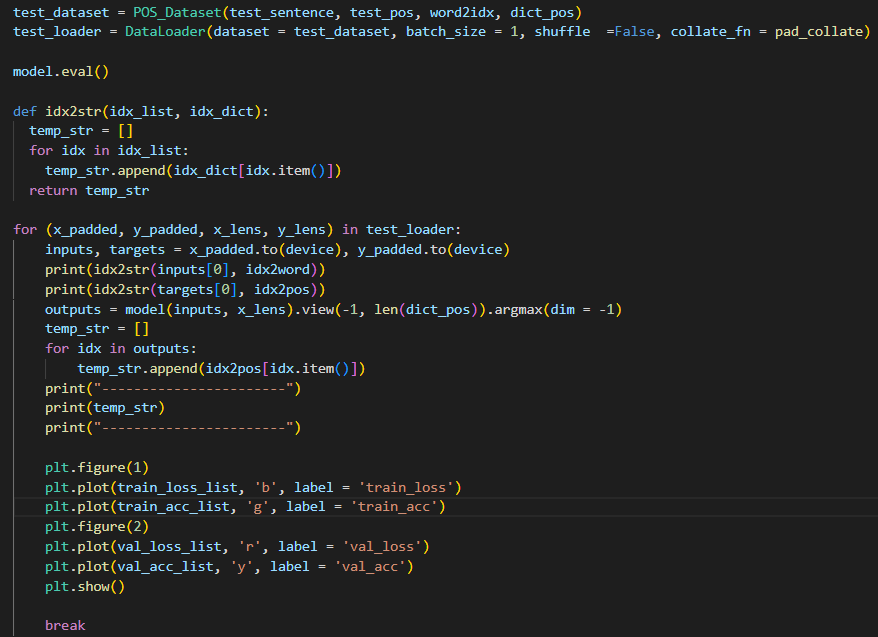 test_dataset = POS_Dataset(test_sentence, test_pos, word2idx, dict_pos)
test_loader = DataLoader(dataset = test_dataset, batch_size = 1, shuffle  =False, collate_fn = pad_collate)

model.eval()

def idx2str(idx_list, idx_dict):
  temp_str = []
  for idx in idx_list:
    temp_str.append(idx_dict[idx.item()])
  return temp_str

for (x_padded, y_padded, x_lens, y_lens) in test_loader:
    inputs, targets = x_padded.to(device), y_padded.to(device)
    print(idx2str(inputs[0], idx2word))
    print(idx2str(targets[0], idx2pos))
    outputs = model(inputs, x_lens).view(-1, len(dict_pos)).argmax(dim = -1)
    temp_str = []
    for idx in outputs:
        temp_str.append(idx2pos[idx.item()])
    print("-----------------------")
    print(temp_str)
    print("-----------------------")

    plt.figure(1)
    plt.plot(train_loss_list, 'b', label = 'train_loss')
    plt.plot(train_acc_list, 'g', label = 'train_acc')
    plt.figure(2)
    plt.plot(val_loss_list, 'r', label = 'val_loss')
    plt.plot(val_acc_list, 'y', label = 'val_acc')
    plt.show()

    break